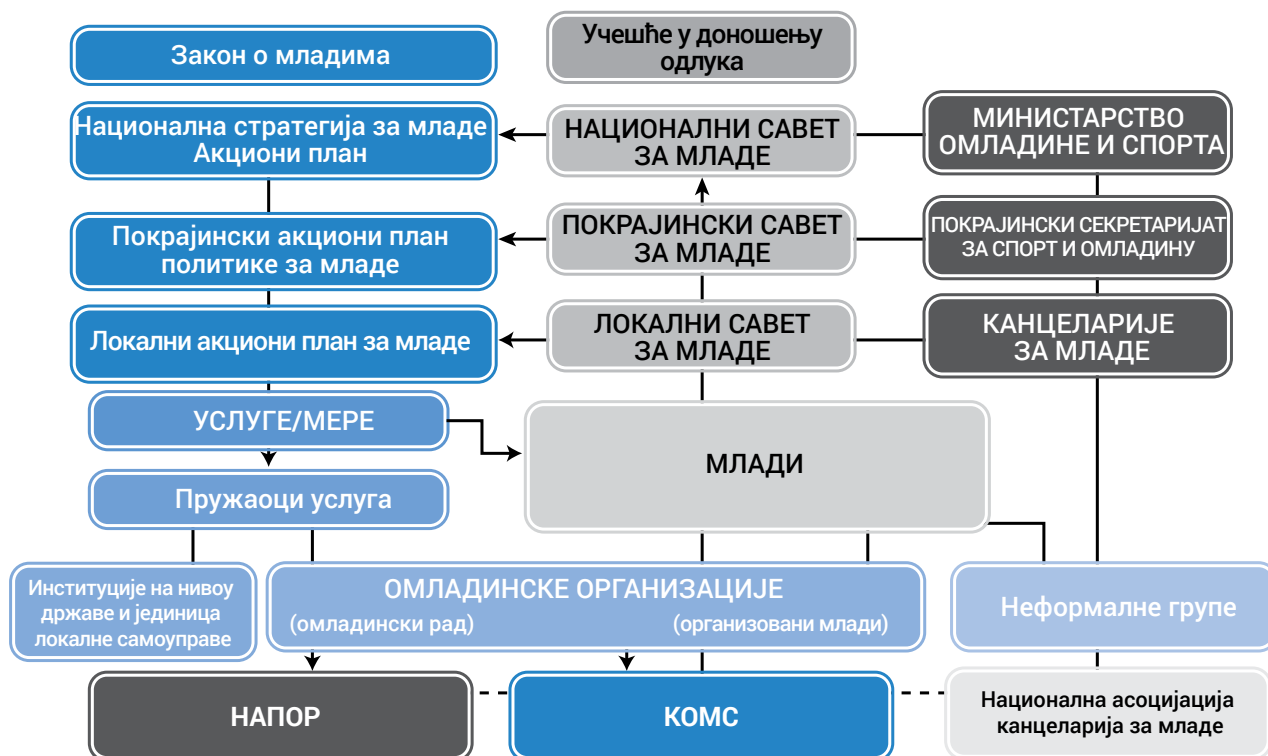 Закон о младима
Учешће у доношењу
одлука
Национална стратегија за младе
Акциони план
НАЦИОНАЛНИ САВЕТ
ЗА МЛАДЕ
МИНИСТАРСТВО
ОМЛАДИНЕ И СПОРТА
Покрајински акциони план
политике за младе
ПОКРАЈИНСКИ САВЕТ
ЗА МЛАДЕ
ПОКРАЈИНСКИ СЕКРЕТАРИЈАТ
ЗА СПОРТ И ОМЛАДИНУ
Локални акциони план за младе
ЛОКАЛНИ САВЕТ
ЗА МЛАДЕ
КАНЦЕЛАРИЈЕ
ЗА МЛАДЕ
УСЛУГЕ/МЕРЕ
МЛАДИ
Пружаоци услуга
Институције на нивоу
државе и јединица
локалне самоуправе
ОМЛАДИНСКЕ ОРГАНИЗАЦИЈЕ
(омладински рад)
(организовани млади)
Неформалне групе
НАПОР
КОМС
Национална асоцијација
канцеларија за младе